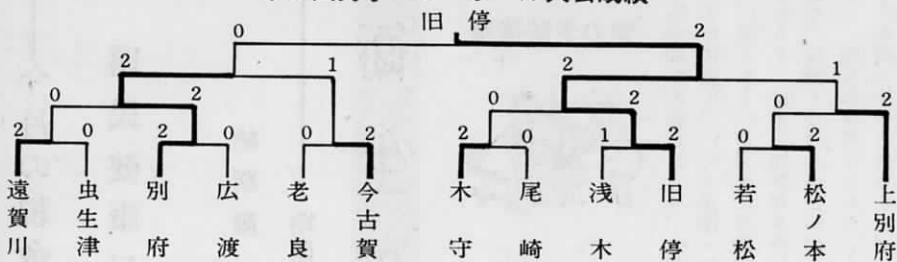 旧停
0 2
2 1 2 1
0 2 0 2 0 2
2 0 2 0 0 2 2 0 1 2 0 2
遠賀川 虫生津 別府 広渡 老良 今古賀 木守 尾崎 浅木 旧停 若松 松ノ本 上別府